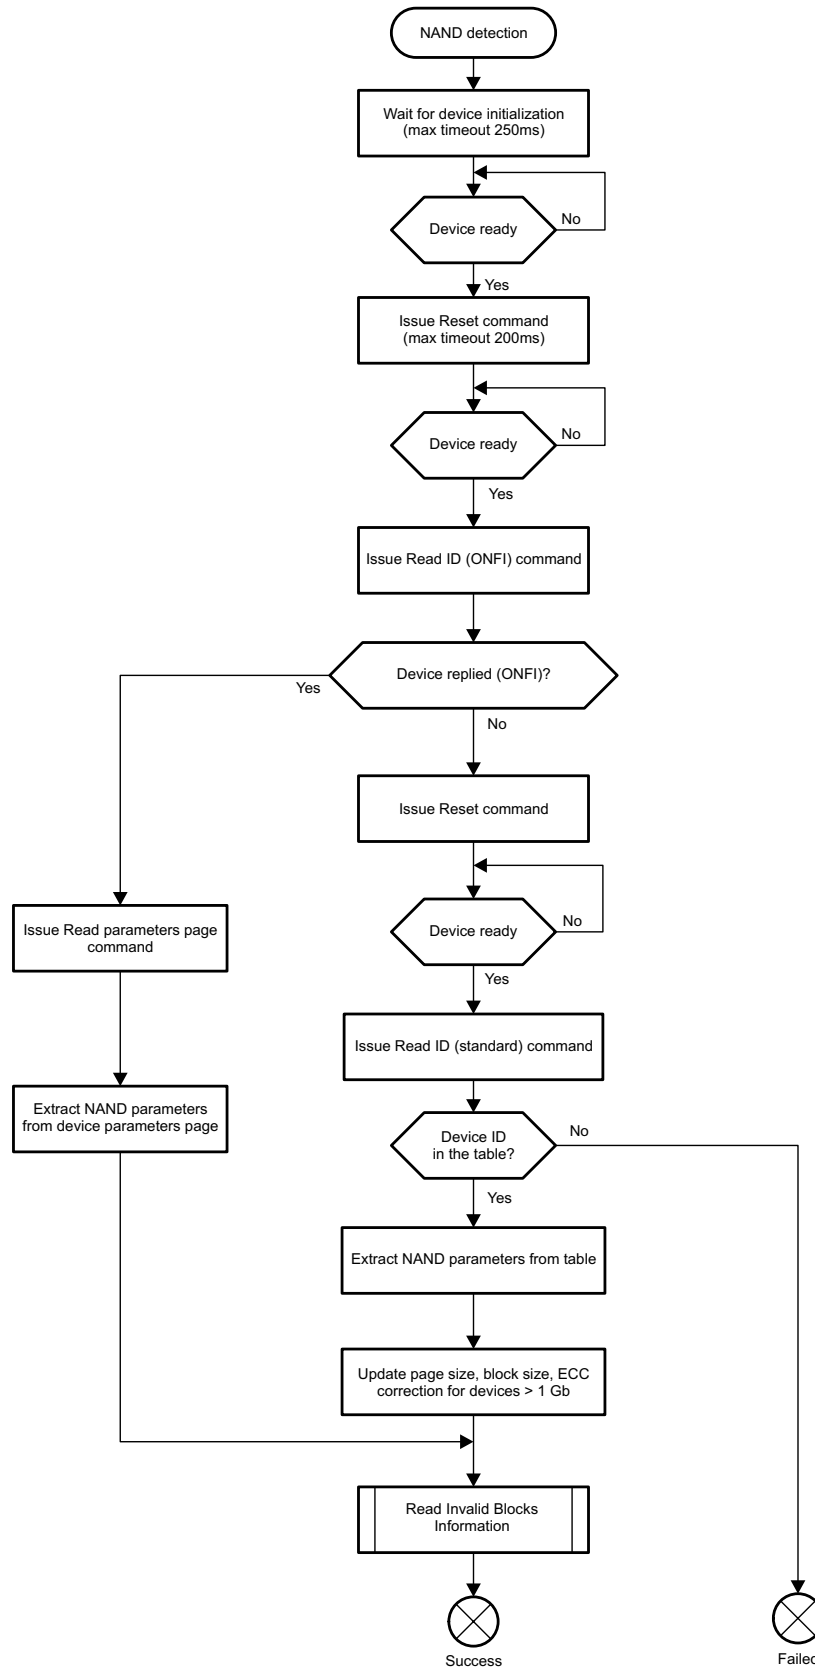 NAND detection
Wait for device initialization
(max timeout 250ms)
Device ready
No
Yes
Issue Reset command
(max timeout 200ms)
Device ready
No
Yes
Issue Read ID (ONFI) command
Device replied (ONFI)?
Yes
No
Issue Reset command
Issue Read parameters page
command
Device ready
No
Yes
Issue Read ID (standard) command
Extract NAND parameters
from device parameters page
Device ID
in the table?
No
Yes
Extract NAND parameters from table
Update page size, block size, ECC
correction for devices > 1 Gb
Read Invalid Blocks
Information
Success
Failed